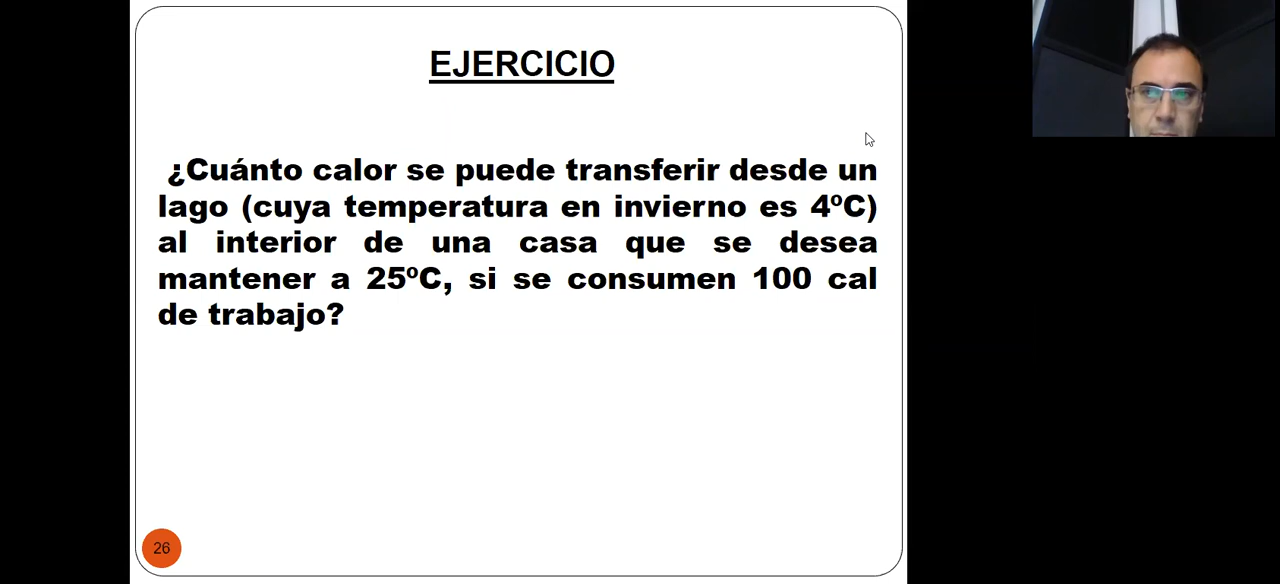 EJERCICIO
¿Cuánto calor se puede transferir desde un
lago (cuya temperatura en invierno es 4ºC)
al interior de una casa que se desea
mantener a 25ºC, si se consumen 100 cal
de trabajo?
26